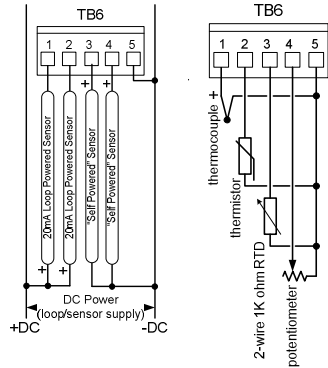 TB6
1 2 3 4 5
+ +
20mA Loop Powered Sensor
20mA Loop Powered Sensor
"Self Powered" Sensor
"Self Powered" Sensor
+ +
DC Power
(loop/sensor supply)
+DC -DC
TB6
1 2 3 4 5
thermocouple +
thermistor
2-wire 1K ohm RTD
potentiometer